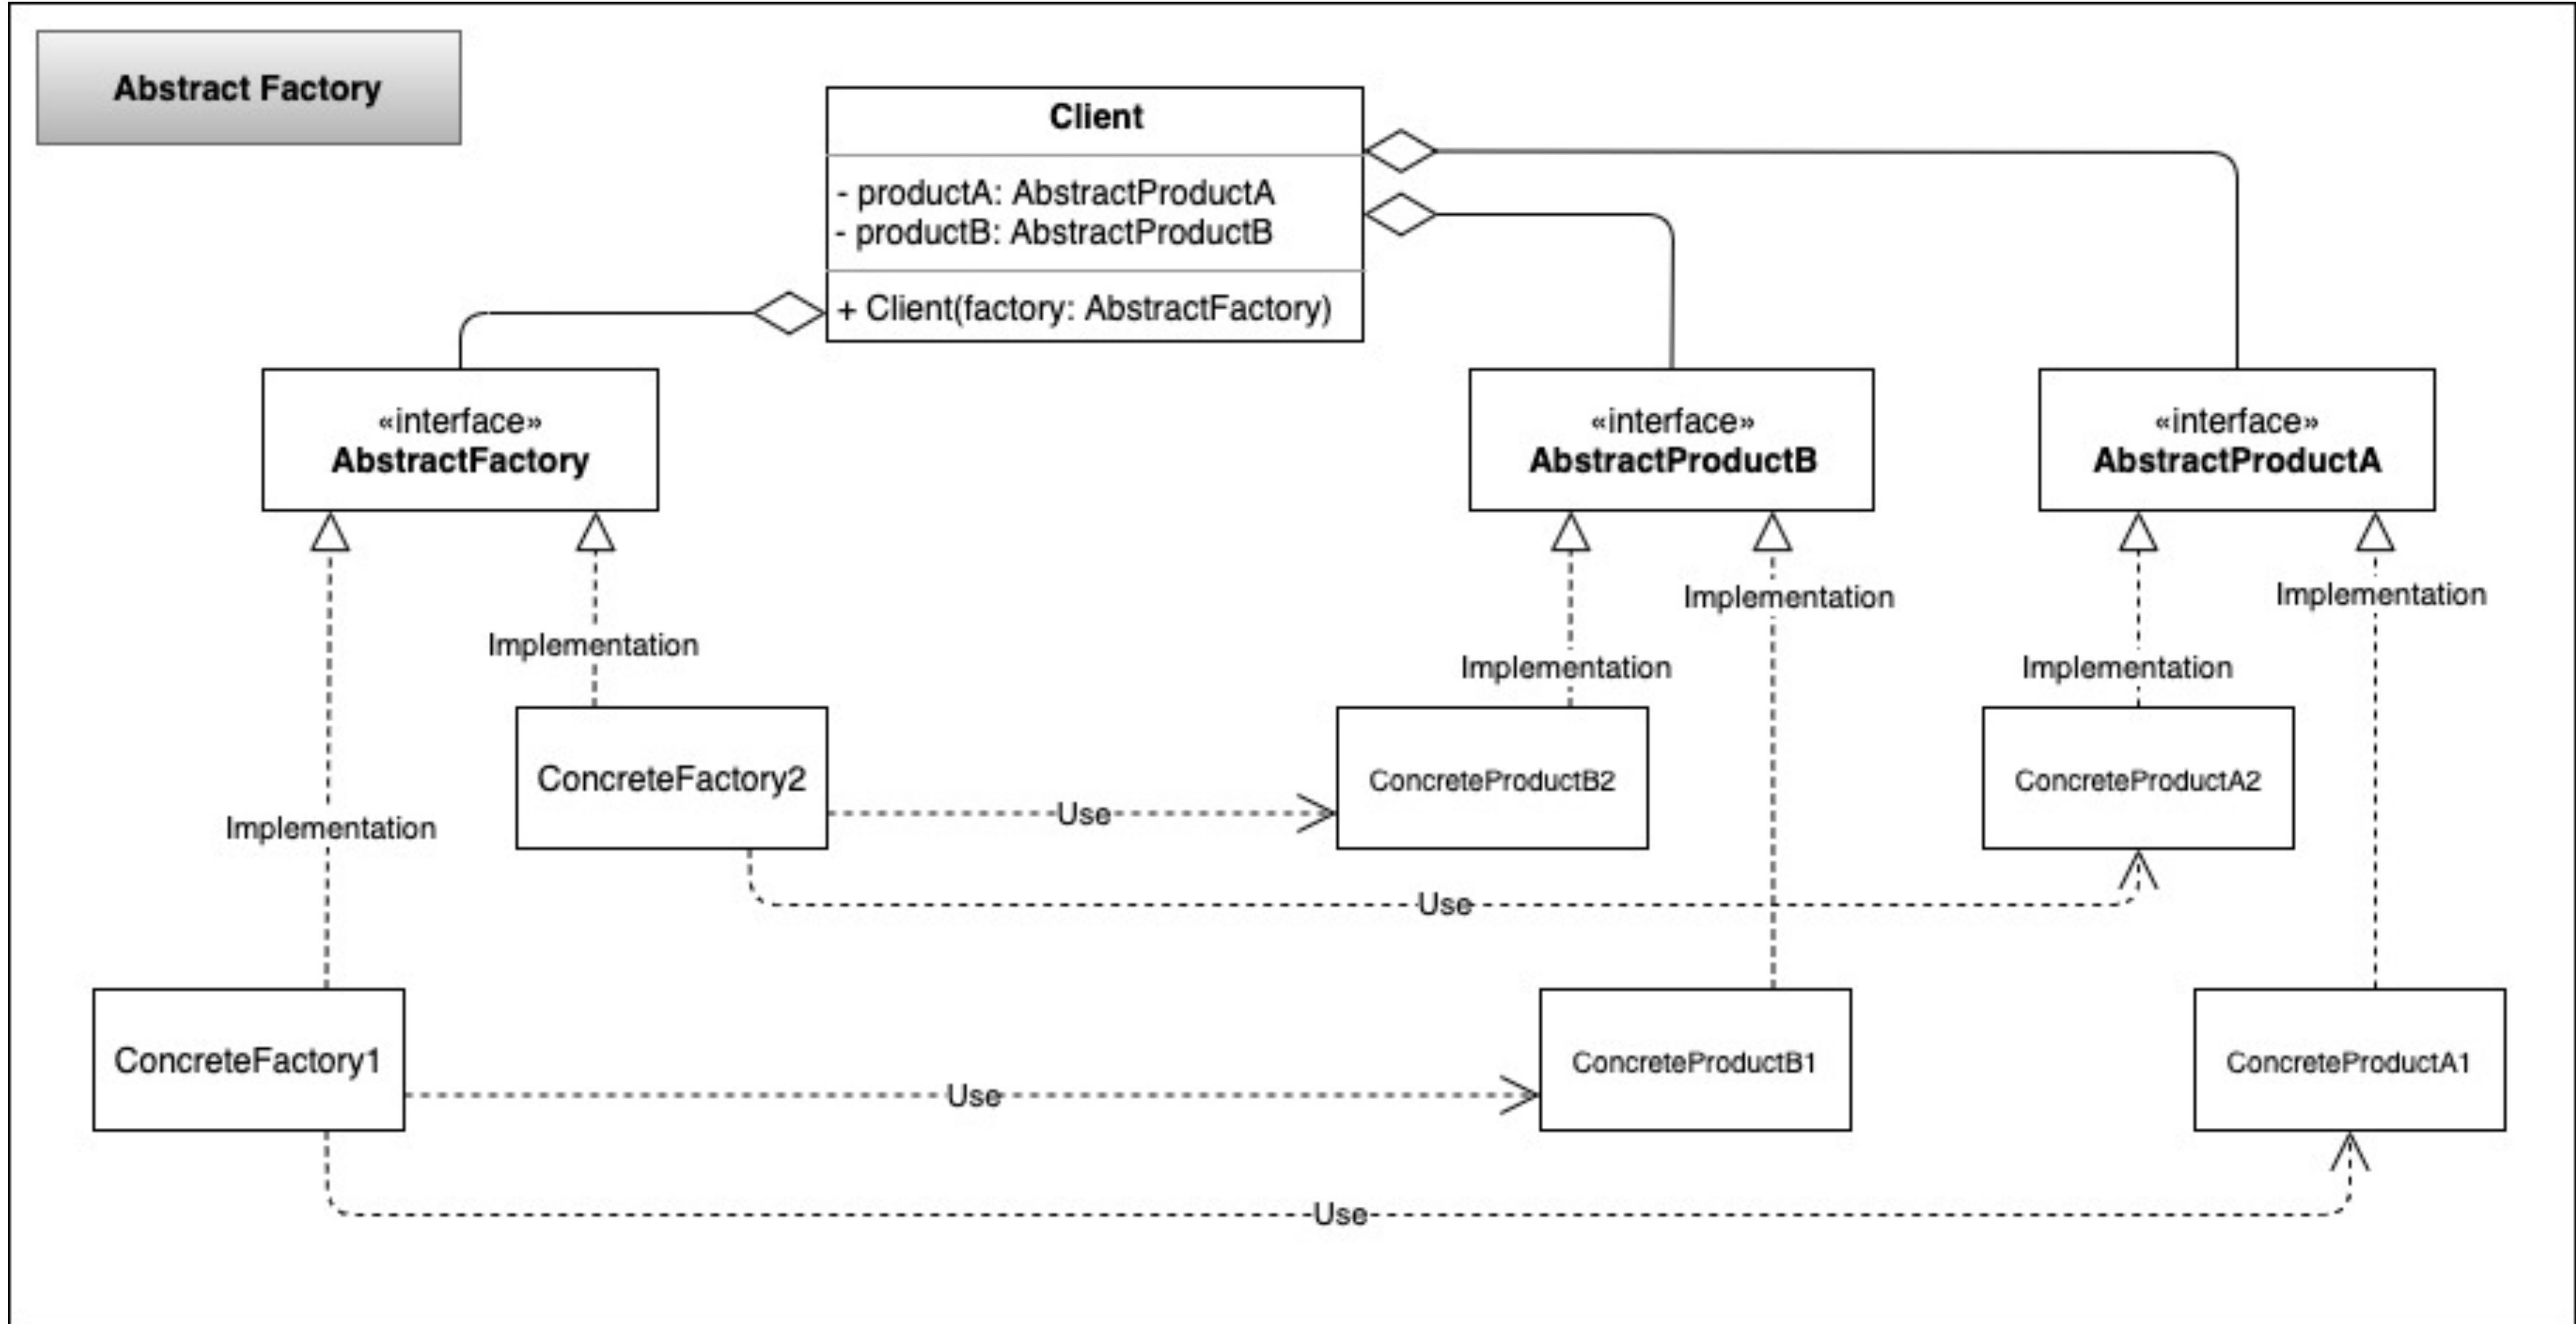 Abstract Factory
Client
- productA: AbstractProductA
- productB: AbstractProductB
+ Client(factory: AbstractFactory)
«interface»
AbstractFactory
«interface»
AbstractProductB
«interface»
AbstractProductA
Implementation
Implementation
Implementation
Implementation
Implementation
Implementation
ConcreteFactory2
Use
ConcreteProductB2
ConcreteProductA2
Use
ConcreteFactory1
Use
ConcreteProductB1
ConcreteProductA1
Use